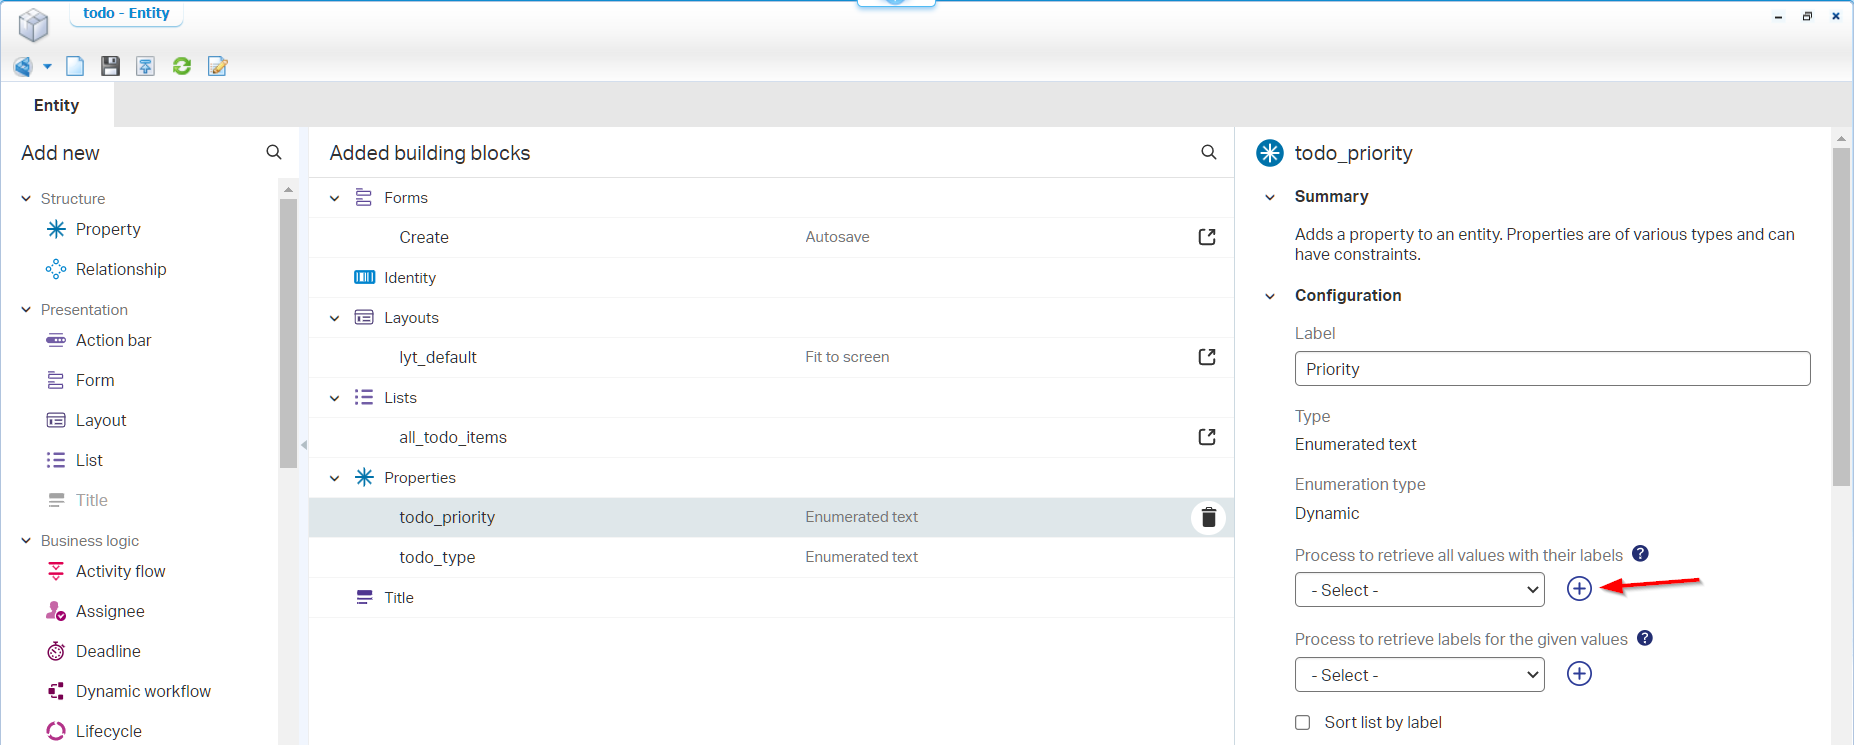 todo - Entity
Entity
Add new
Structure
Property
Relationship
Presentation
Action bar
Form
Layout
List
Title
Business logic
Activity flow
Assignee
Deadline
Dynamic workflow
Lifecycle
Added building blocks
Forms
Create Autosave
Identity
Layouts
lyt_default Fit to screen
Lists
all_todo_items
Properties
todo_priority Enumerated text
todo_type Enumerated text
Title
todo_priority
Summary
Adds a property to an entity. Properties are of various types and can
have constraints.
Configuration
Label
Priority
Type
Enumerated text
Enumeration type
Dynamic
Process to retrieve all values with their labels ?
- Select -
Process to retrieve labels for the given values ?
- Select -
Sort list by label